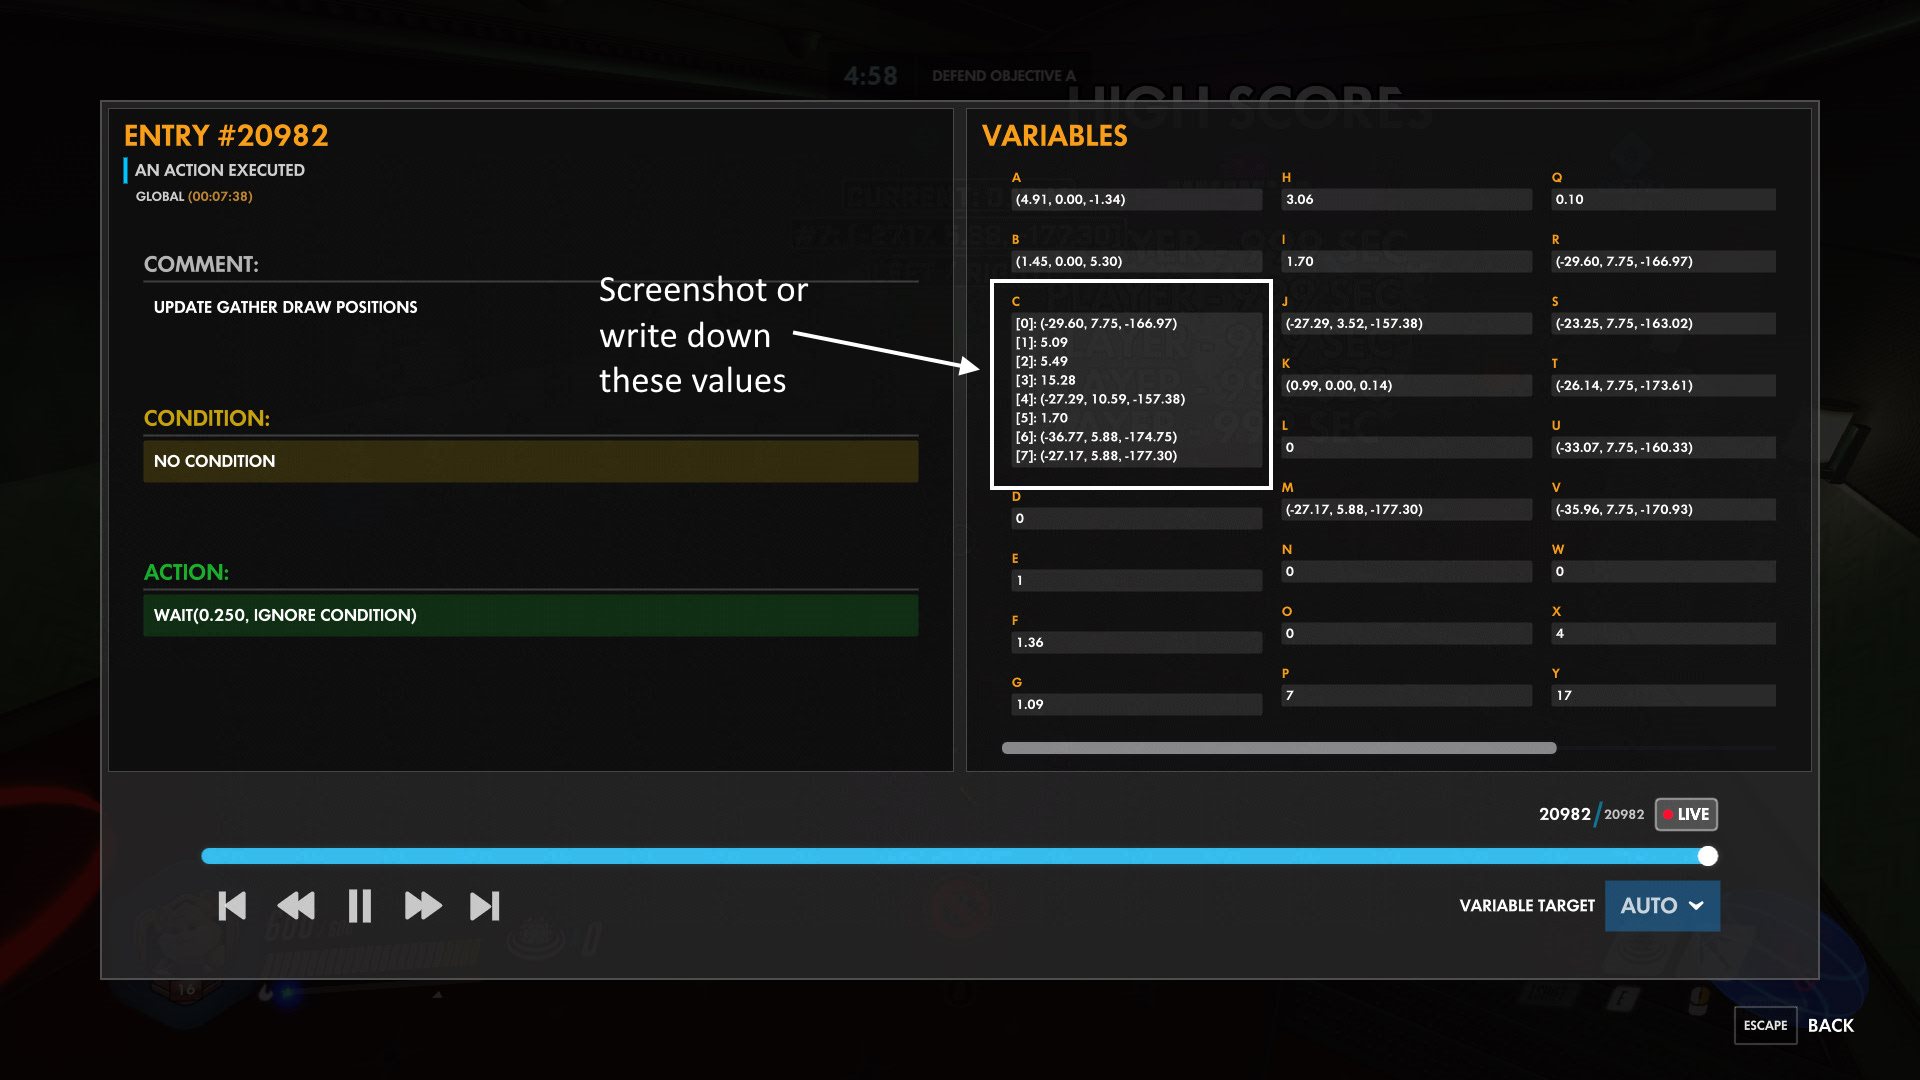 4:58
DEFEND OBJECTIVE A
HIGH SCORES
ENTRY #20982
AN ACTION EXECUTED
GLOBAL (00:07:38)
COMMENT:
UPDATE GATHER DRAW POSITIONS
CONDITION:
NO CONDITION
ACTION:
WAIT(0.250, IGNORE CONDITION)
Screenshot or
write down
these values
VARIABLES
A
(4.91, 0.00, -1.34)
B
(1.45, 0.00, 5.30)
C
[0]: (-29.60, 7.75, -166.97)
[1]: 5.09
[2]: 5.49
[3]: 15.28
[4]: (-27.29, 10.59, -157.38)
[5]: 1.70
[6]: (-36.77, 5.88, -174.75)
[7]: (-27.17, 5.88, -177.30)
D
0
E
1
F
1.36
G
1.09
H
3.06
I
1.70
J
(-27.29, 3.52, -157.38)
K
(0.99, 0.00, 0.14)
L
0
M
(-27.17, 5.88, -177.30)
N
0
O
0
P
7
Q
0.10
R
(-29.60, 7.75, -166.97)
S
(-23.25, 7.75, -163.02)
T
(-26.14, 7.75, -173.61)
U
(-33.07, 7.75, -160.33)
V
(-35.96, 7.75, -170.93)
W
0
X
4
Y
17
20982/20982
LIVE
VARIABLE TARGET
AUTO
16
ESCAPE BACK